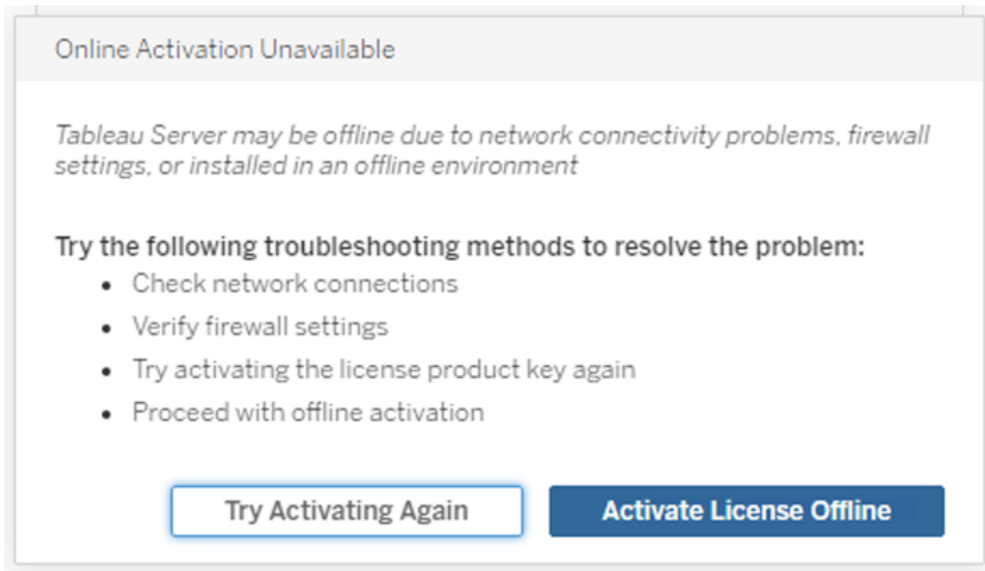 Online Activation Unavailable
Tableau Server may be offline due to network connectivity problems, firewall
settings, or installed in an offline environment
Try the following troubleshooting methods to resolve the problem:
• Check network connections
• Verify firewall settings
• Try activating the license product key again
• Proceed with offline activation
Try Activating Again Activate License Offline